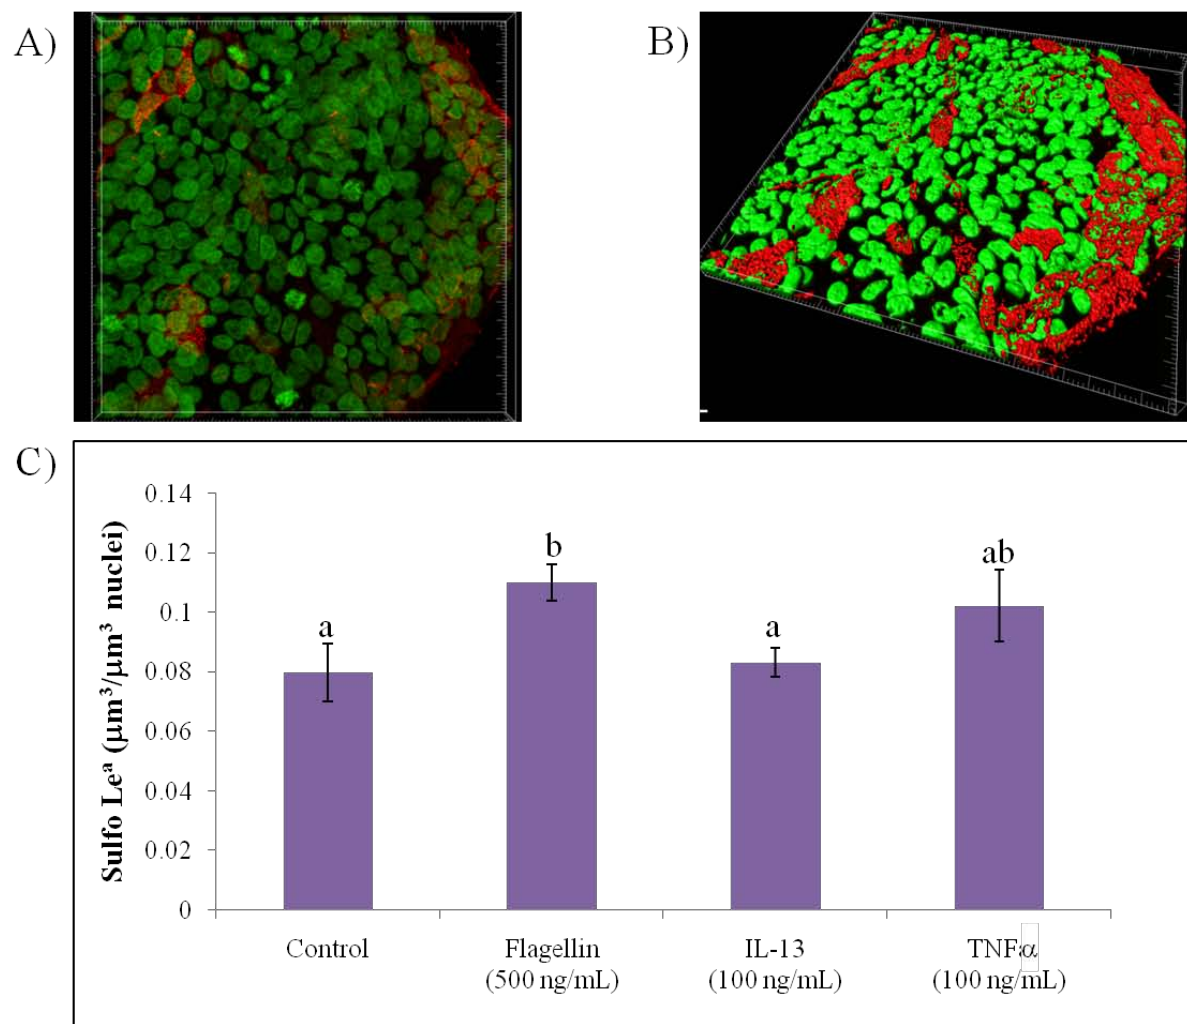 A)
B)
C)
Sulfo Leᵃ (µm³/µm³ nuclei)
0.14
0.12
0.1
0.08
0.06
0.04
0.02
0
a
b
a
ab
Control
Flagellin
(500 ng/mL)
IL-13
(100 ng/mL)
TNFα
(100 ng/mL)